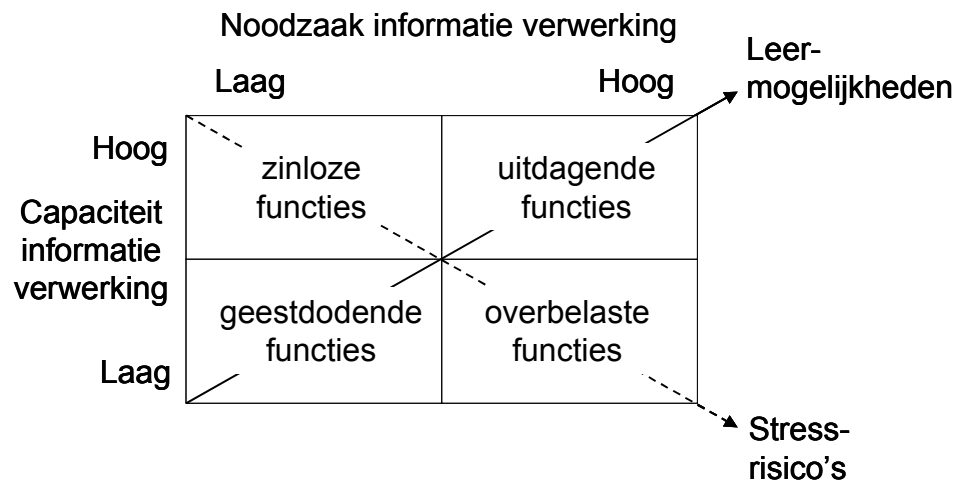 Noodzaak informatie verwerking
Laag
Hoog
Leer-
mogelijkheden
Hoog
Capaciteit
informatie
verwerking
Laag
zinloze
functies
uitdagende
functies
geestdodende
functies
overbelaste
functies
Stress-
risico's